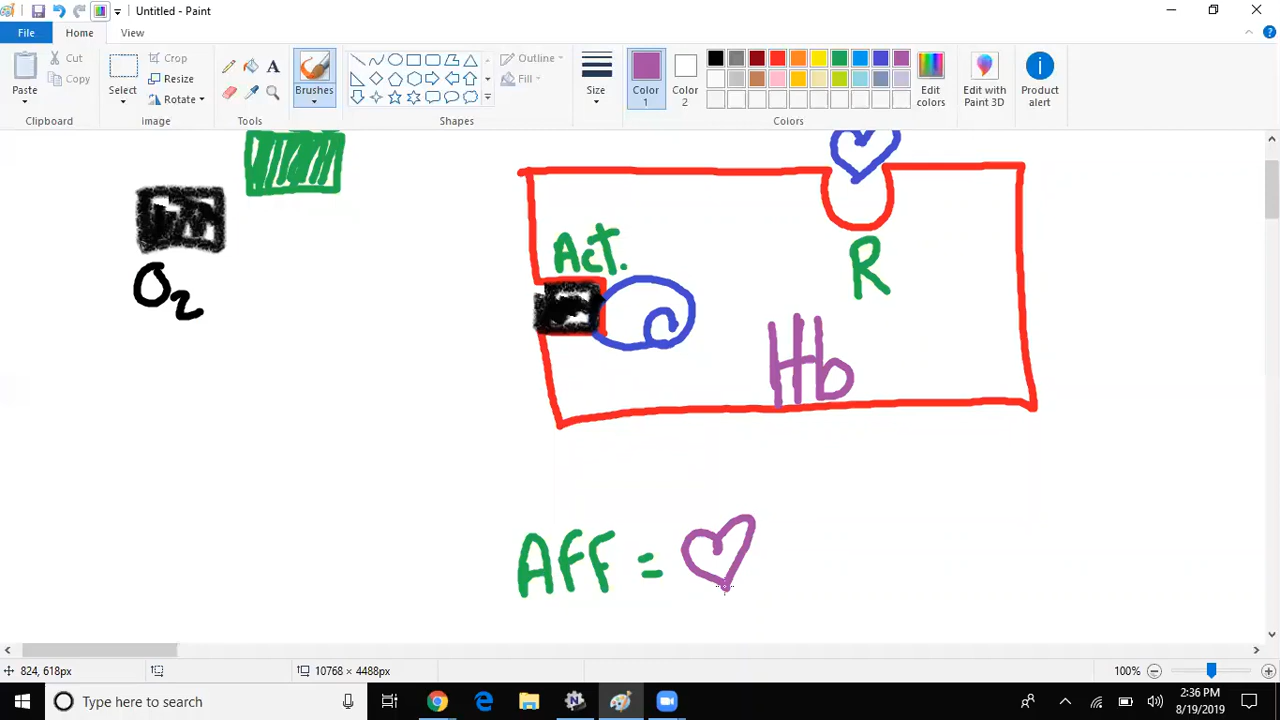 Untitled - Paint
File
Home
View
Paste
Cut
Copy
Clipboard
Select
Crop
Resize
Rotate
Image
A
Tools
Brushes
Shapes
Outline
Fill
Size
Color
1
Color
2
Edit
colors
Edit with
Paint 3D
Product
alert
Colors
O2
Act.
R
Hb
AFF =
824, 618px
10768 × 4488px
100%
Type here to search
2:36 PM
8/19/2019